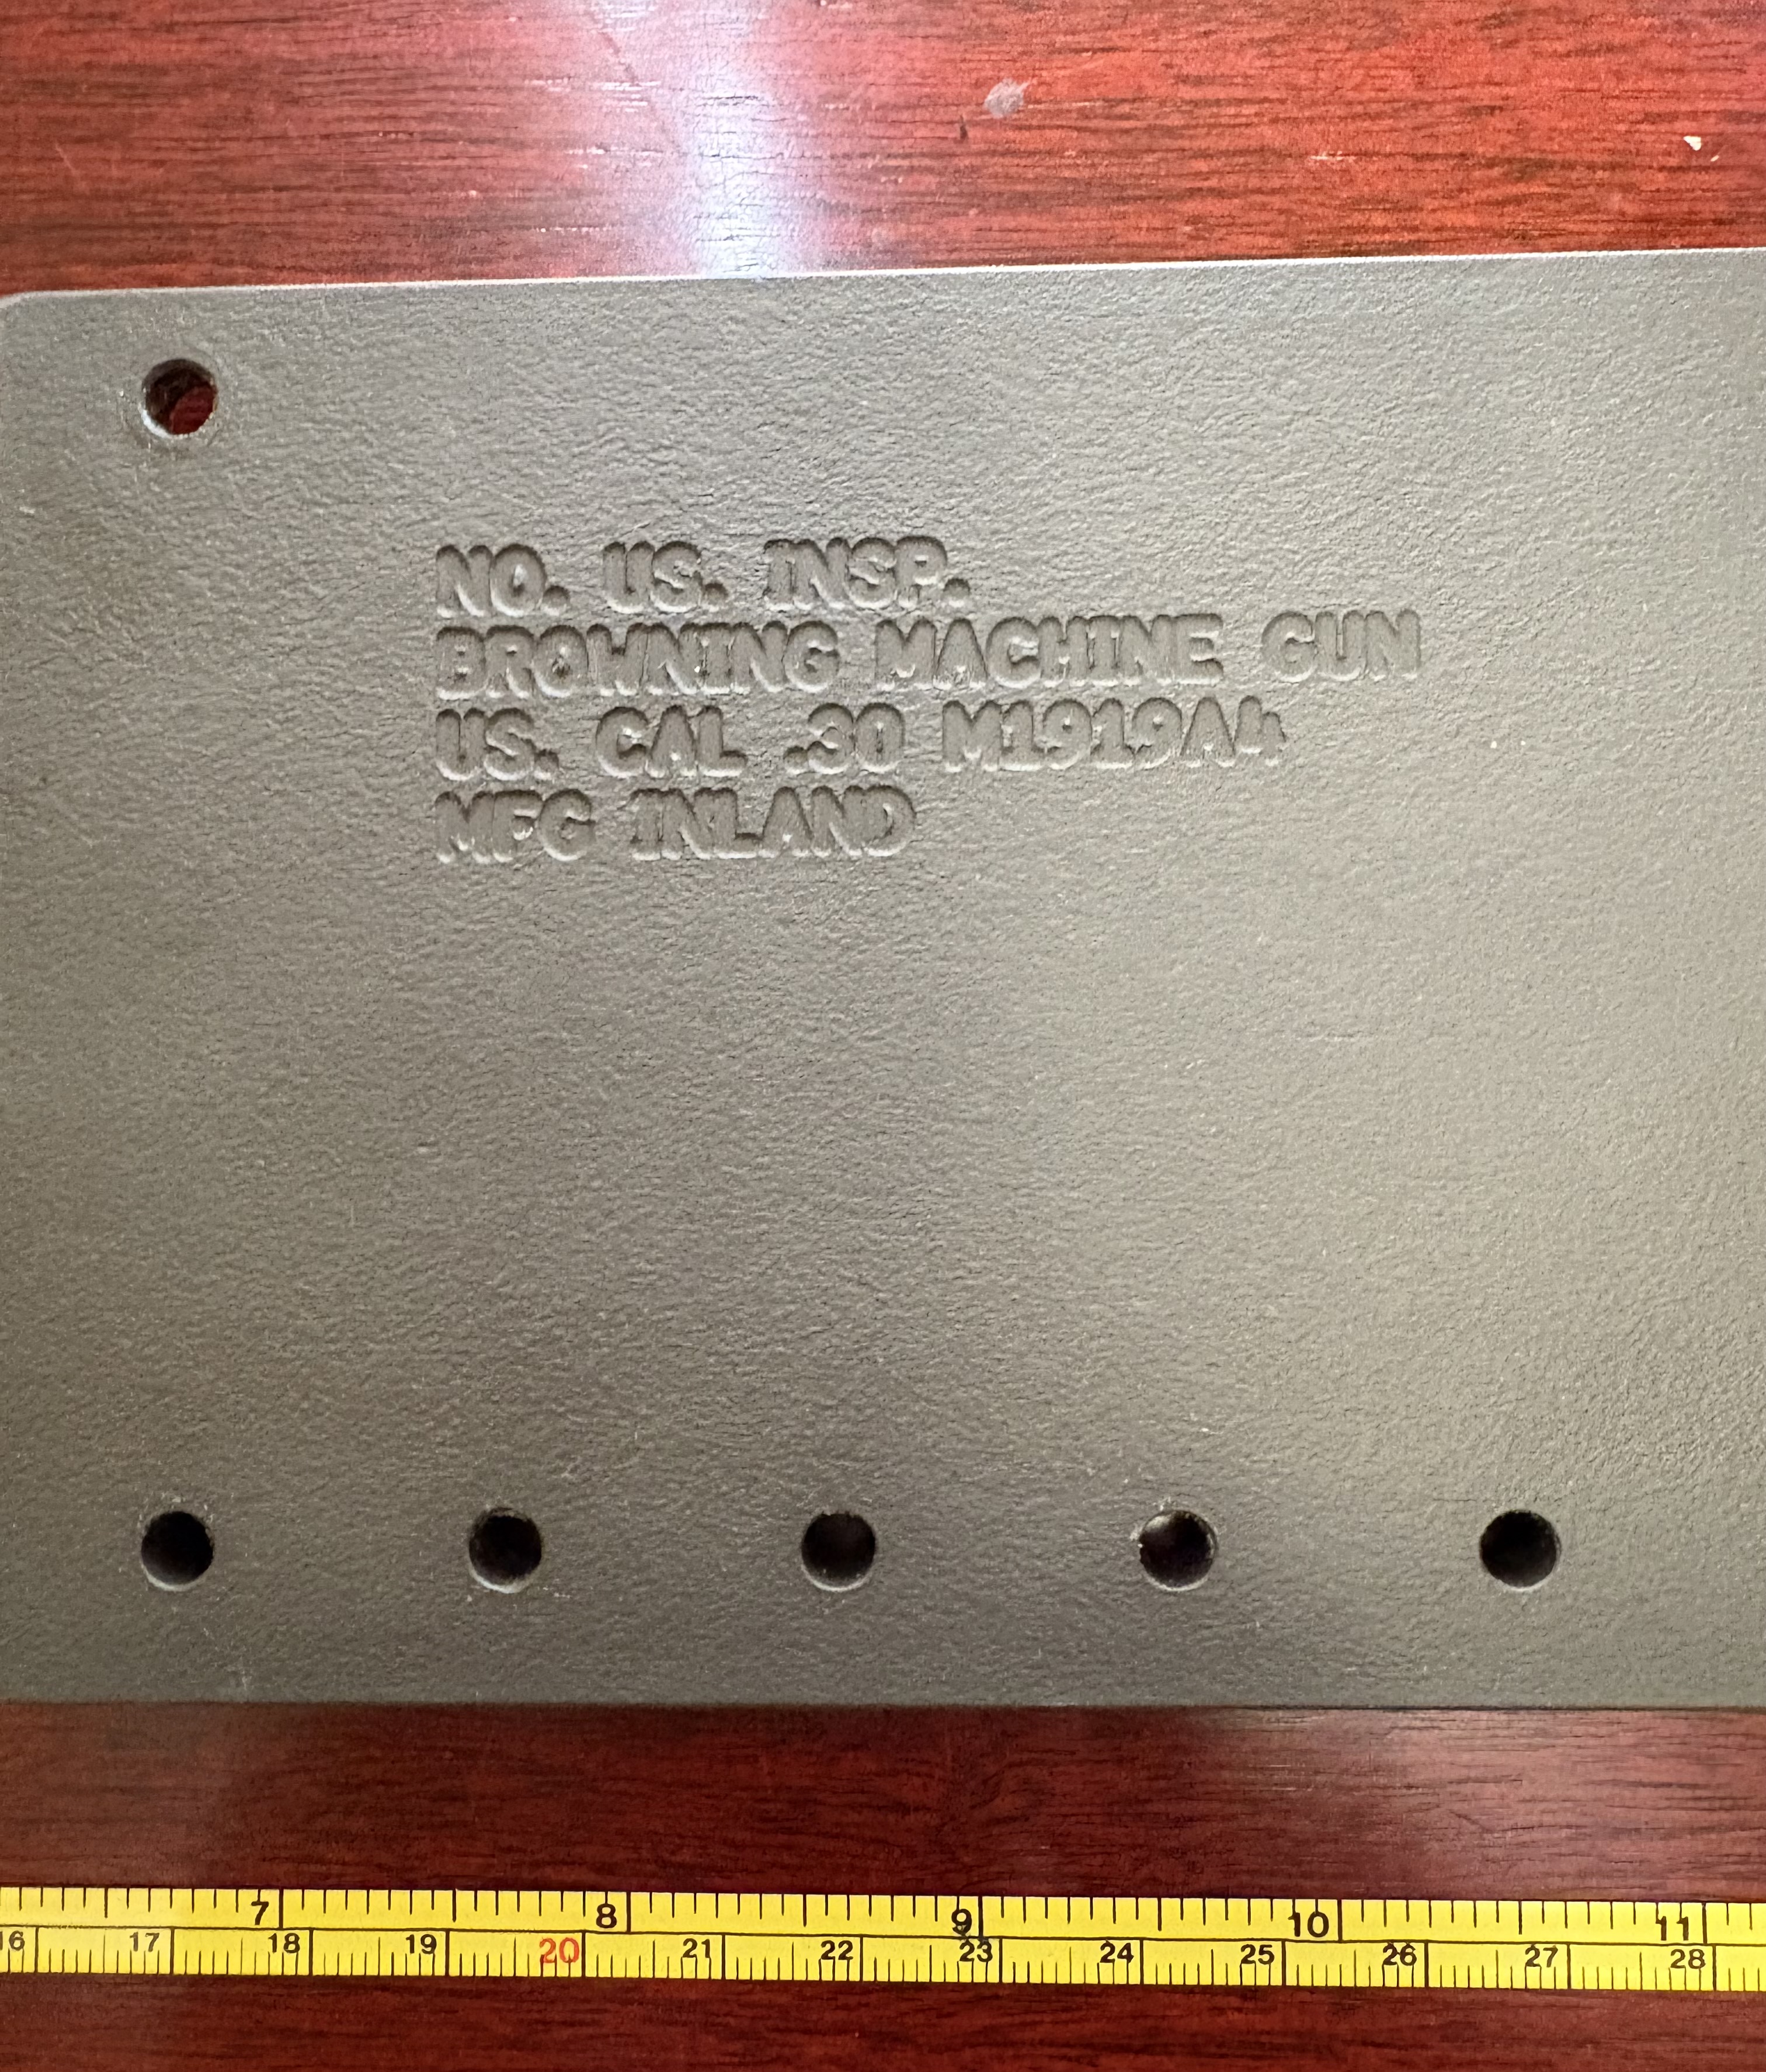 NO. US. INSP.
BROWNING MACHINE GUN
US. CAL .30 M1919A4
MFG INLAND
7 8 9 10 11
16 17 18 19 20 21 22 23 24 25 26 27 28